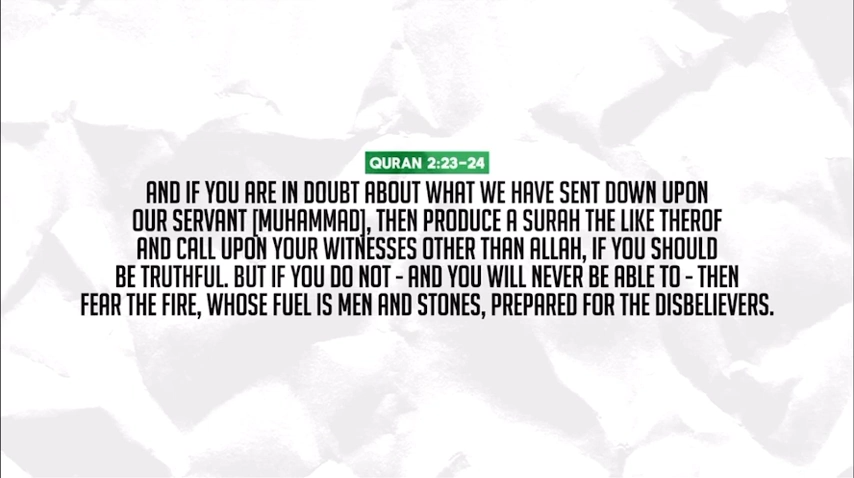 QURAN 2:23-24
AND IF YOU ARE IN DOUBT ABOUT WHAT WE HAVE SENT DOWN UPON
OUR SERVANT [MUHAMMAD], THEN PRODUCE A SURAH THE LIKE THEROF
AND CALL UPON YOUR WITNESSES OTHER THAN ALLAH, IF YOU SHOULD
BE TRUTHFUL. BUT IF YOU DO NOT - AND YOU WILL NEVER BE ABLE TO - THEN
FEAR THE FIRE, WHOSE FUEL IS MEN AND STONES, PREPARED FOR THE DISBELIEVERS.